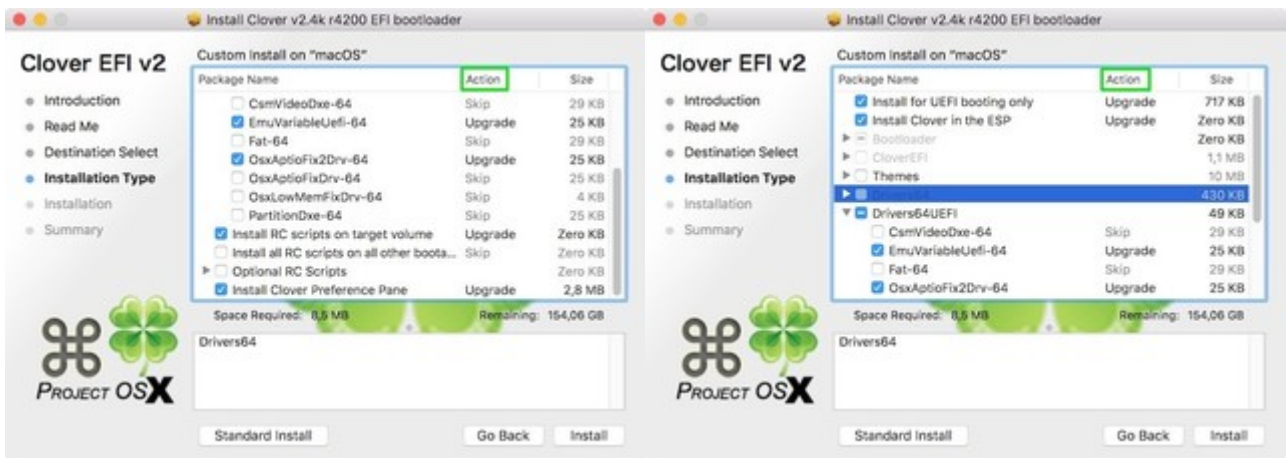 Install Clover v2.4k r4200 EFI bootloader
Clover EFI v2
Introduction
Read Me
Destination Select
Installation Type
Installation
Summary
PROJECT OSX
Custom Install on "macOS"
Package Name Action Size
CsmVideoDxe-64 Skip 29 KB
EmuVariableUefi-64 Upgrade 25 KB
Fat-64 Skip 29 KB
OsxAptioFix2Drv-64 Upgrade 25 KB
OsxAptioFixDrv-64 Skip 25 KB
OsxLowMemFixDrv-64 Skip 4 KB
PartitionDxe-64 Skip 25 KB
Install RC scripts on target volume Upgrade Zero KB
Install all RC scripts on all other boota... Skip Zero KB
Optional RC Scripts Zero KB
Install Clover Preference Pane Upgrade 2,8 MB
Space Required: 8,5 MB Remaining: 154,06 GB
Drivers64
Standard Install Go Back Install
Install Clover v2.4k r4200 EFI bootloader
Clover EFI v2
Introduction
Read Me
Destination Select
Installation Type
Installation
Summary
PROJECT OSX
Custom Install on "macOS"
Package Name Action Size
Install for UEFI booting only Upgrade 717 KB
Install Clover in the ESP Upgrade Zero KB
Bootloader Zero KB
CloverEFI 1,1 MB
Themes 10 MB
Drivers64 430 KB
Drivers64UEFI 49 KB
CsmVideoDxe-64 Skip 29 KB
EmuVariableUefi-64 Upgrade 25 KB
Fat-64 Skip 29 KB
OsxAptioFix2Drv-64 Upgrade 25 KB
Space Required: 8,5 MB Remaining: 154,06 GB
Drivers64
Standard Install Go Back Install